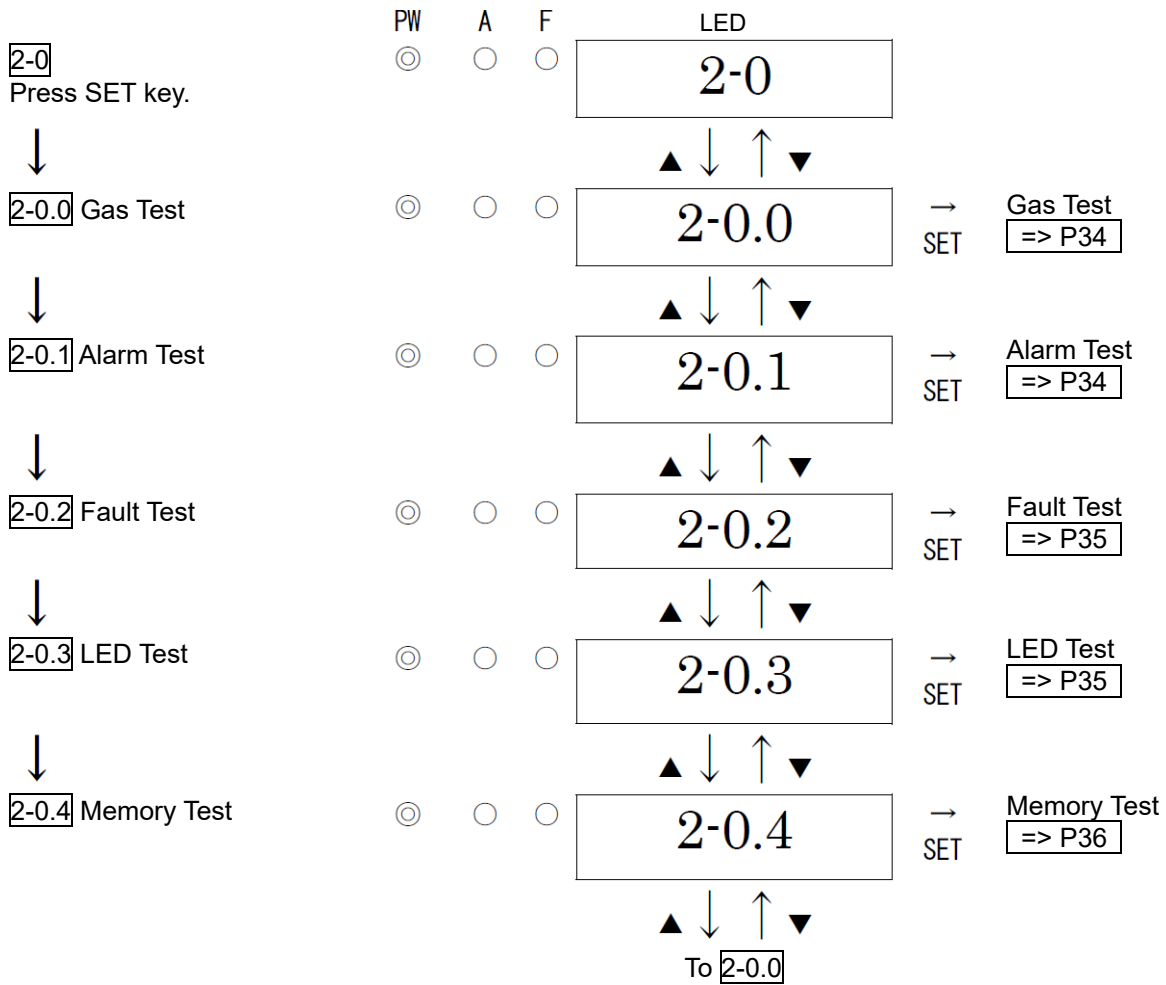 PW A F LED
2-0 ◎ ○ ○ 2-0
Press SET key.
↓ ▲ ↓ ↑ ▼
2-0.0 Gas Test ◎ ○ ○ 2-0.0 → Gas Test
SET => P34
↓ ▲ ↓ ↑ ▼
2-0.1 Alarm Test ◎ ○ ○ 2-0.1 → Alarm Test
SET => P34
↓ ▲ ↓ ↑ ▼
2-0.2 Fault Test ◎ ○ ○ 2-0.2 → Fault Test
SET => P35
↓ ▲ ↓ ↑ ▼
2-0.3 LED Test ◎ ○ ○ 2-0.3 → LED Test
SET => P35
↓ ▲ ↓ ↑ ▼
2-0.4 Memory Test ◎ ○ ○ 2-0.4 → Memory Test
SET => P36
▲ ↓ ↑ ▼
To 2-0.0